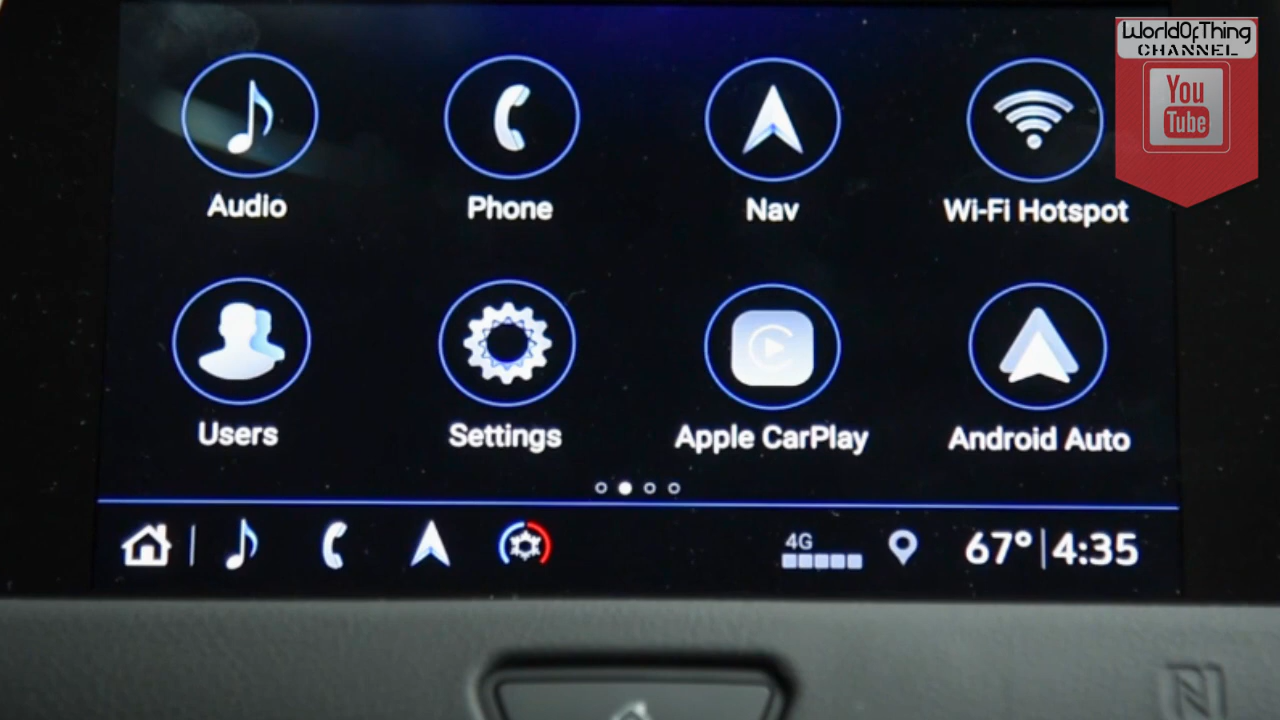 WorldOfThing
CHANNEL
You
Tube
Audio
Phone
Nav
Wi-Fi Hotspot
Users
Settings
Apple CarPlay
Android Auto
4G
67° 4:35